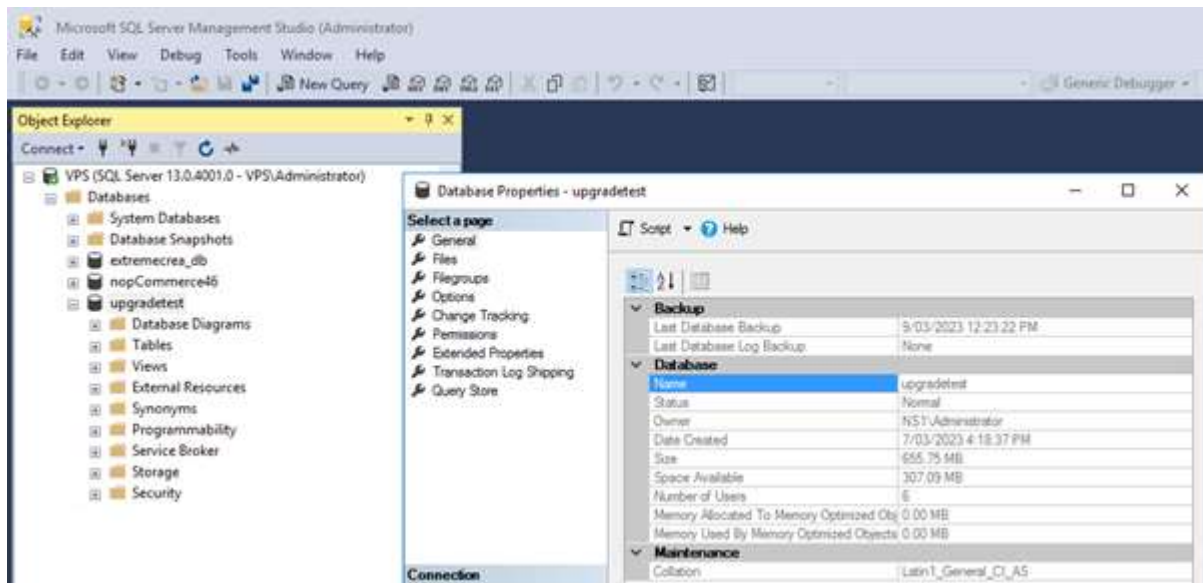 Microsoft SQL Server Management Studio (Administrator)
File Edit View Debug Tools Window Help
New Query
Generic Debugger
Object Explorer
Connect
VPS (SQL Server 13.0.4001.0 - VPS\Administrator)
Databases
System Databases
Database Snapshots
extremecrea_db
nopCommerce46
upgradetest
Database Diagrams
Tables
Views
External Resources
Synonyms
Programmability
Service Broker
Storage
Security
Database Properties - upgradetest
Select a page
General
Files
Filegroups
Options
Change Tracking
Permissions
Extended Properties
Transaction Log Shipping
Query Store
Connection
Script Help
Backup
Last Database Backup 9/03/2023 12:23:22 PM
Last Database Log Backup None
Database
Name upgradetest
Status Normal
Owner NS1\Administrator
Date Created 7/03/2023 4:18:37 PM
Size 655.75 MB
Space Available 307.09 MB
Number of Users 6
Memory Allocated To Memory Optimized Obj 0.00 MB
Memory Used By Memory Optimized Objects 0.00 MB
Maintenance
Collation Latin1_General_CI_AS